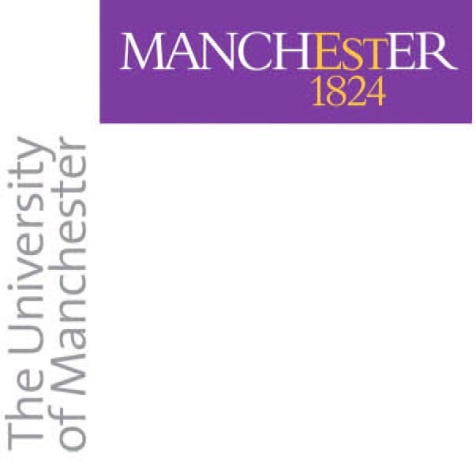 MANCHEsTER
1824
The University
of Manchester